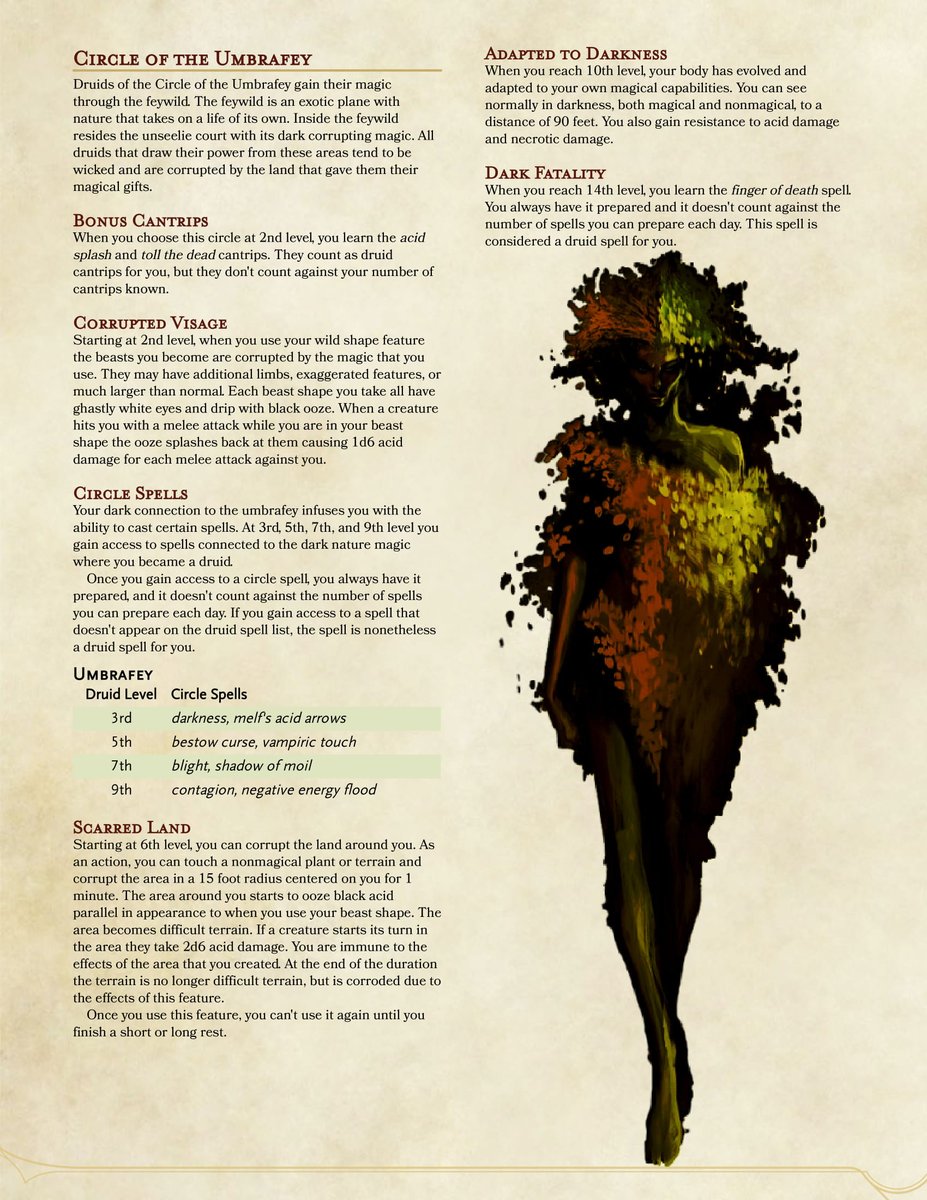 Circle of the Umbrafey
Druids of the Circle of the Umbrafey gain their magic
through the feywild. The feywild is an exotic plane with
nature that takes on a life of its own. Inside the feywild
resides the unseelie court with its dark corrupting magic. All
druids that draw their power from these areas tend to be
wicked and are corrupted by the land that gave them their
magical gifts.
Bonus Cantrips
When you choose this circle at 2nd level, you learn the acid
splash and toll the dead cantrips. They count as druid
cantrips for you, but they don't count against your number of
cantrips known.
Corrupted Visage
Starting at 2nd level, when you use your wild shape feature
the beasts you become are corrupted by the magic that you
use. They may have additional limbs, exaggerated features, or
much larger than normal. Each beast shape you take all have
ghastly white eyes and drip with black ooze. When a creature
hits you with a melee attack while you are in your beast
shape the ooze splashes back at them causing 1d6 acid
damage for each melee attack against you.
Circle Spells
Your dark connection to the umbrafey infuses you with the
ability to cast certain spells. At 3rd, 5th, 7th, and 9th level you
gain access to spells connected to the dark nature magic
where you became a druid.
Once you gain access to a circle spell, you always have it
prepared, and it doesn't count against the number of spells
you can prepare each day. If you gain access to a spell that
doesn't appear on the druid spell list, the spell is nonetheless
a druid spell for you.
Umbrafey
Druid Level Circle Spells
3rd darkness, melf's acid arrows
5th bestow curse, vampiric touch
7th blight, shadow of moil
9th contagion, negative energy flood
Scarred Land
Starting at 6th level, you can corrupt the land around you. As
an action, you can touch a nonmagical plant or terrain and
corrupt the area in a 15 foot radius centered on you for 1
minute. The area around you starts to ooze black acid
parallel in appearance to when you use your beast shape. The
area becomes difficult terrain. If a creature starts its turn in
the area they take 2d6 acid damage. You are immune to the
effects of the area that you created. At the end of the duration
the terrain is no longer difficult terrain, but is corroded due to
the effects of this feature.
Once you use this feature, you can't use it again until you
finish a short or long rest.
Adapted to Darkness
When you reach 10th level, your body has evolved and
adapted to your own magical capabilities. You can see
normally in darkness, both magical and nonmagical, to a
distance of 90 feet. You also gain resistance to acid damage
and necrotic damage.
Dark Fatality
When you reach 14th level, you learn the finger of death spell.
You always have it prepared and it doesn't count against the
number of spells you can prepare each day. This spell is
considered a druid spell for you.